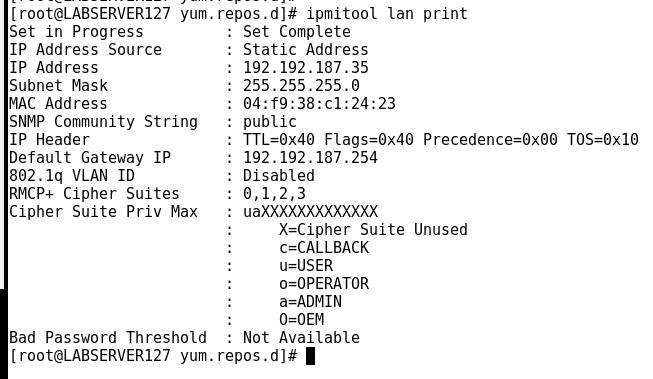 [root@LABSERVER127 yum.repos.d]#
[root@LABSERVER127 yum.repos.d]# ipmitool lan print
Set in Progress         : Set Complete
IP Address Source       : Static Address
IP Address              : 192.192.187.35
Subnet Mask             : 255.255.255.0
MAC Address             : 04:f9:38:c1:24:23
SNMP Community String   : public
IP Header               : TTL=0x40 Flags=0x40 Precedence=0x00 TOS=0x10
Default Gateway IP      : 192.192.187.254
802.1q VLAN ID          : Disabled
RMCP+ Cipher Suites     : 0,1,2,3
Cipher Suite Priv Max   : uaXXXXXXXXXXXXX
                        :     X=Cipher Suite Unused
                        :     c=CALLBACK
                        :     u=USER
                        :     o=OPERATOR
                        :     a=ADMIN
                        :     O=OEM
Bad Password Threshold  : Not Available
[root@LABSERVER127 yum.repos.d]#